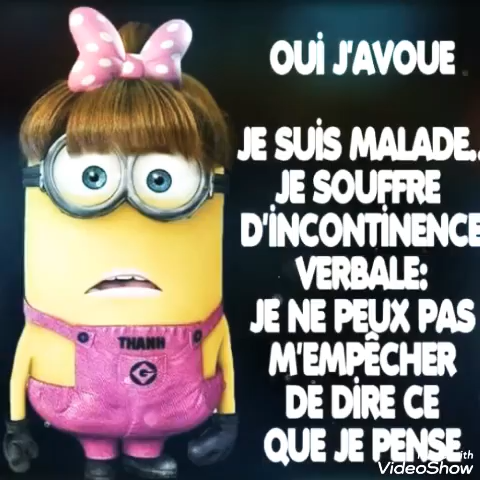 OUI J'AVOUE
JE SUIS MALADE..
JE SOUFFRE
D'INCONTINENCE
VERBALE:
JE NE PEUX PAS
M'EMPÊCHER
DE DIRE CE
QUE JE PENSE
THANH
G
ith
VideoShow